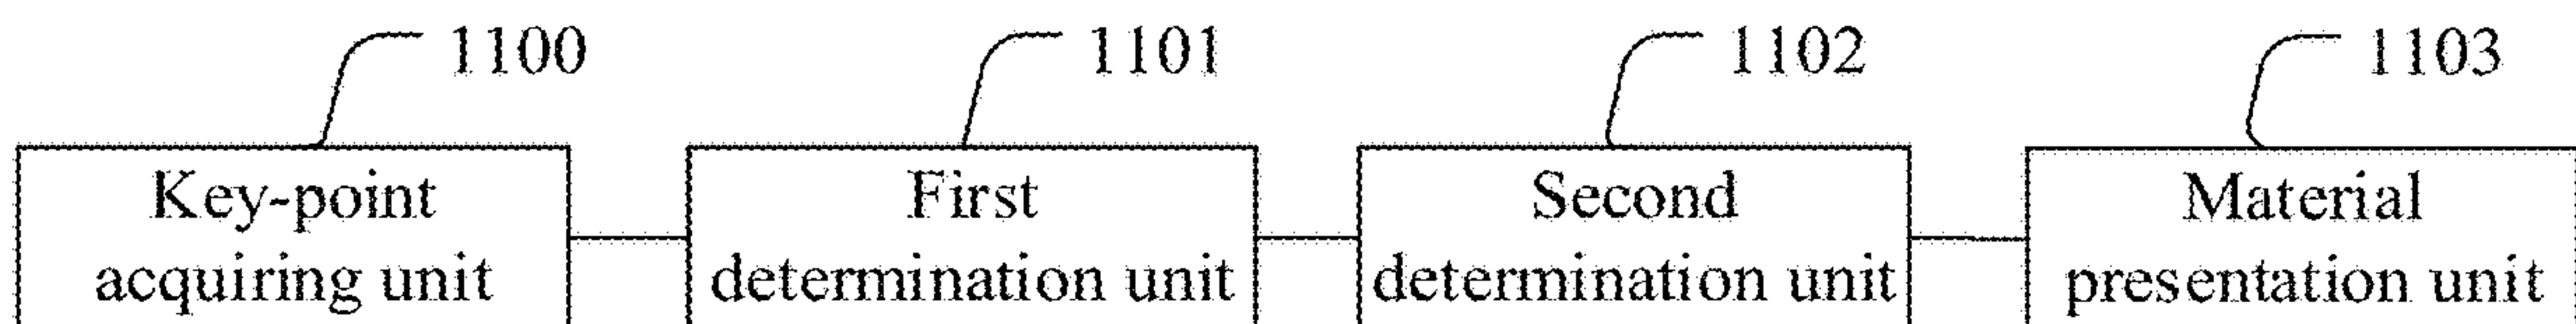 1100
1101
1102
1103
Key-point
acquiring unit
First
determination unit
Second
determination unit
Material
presentation unit